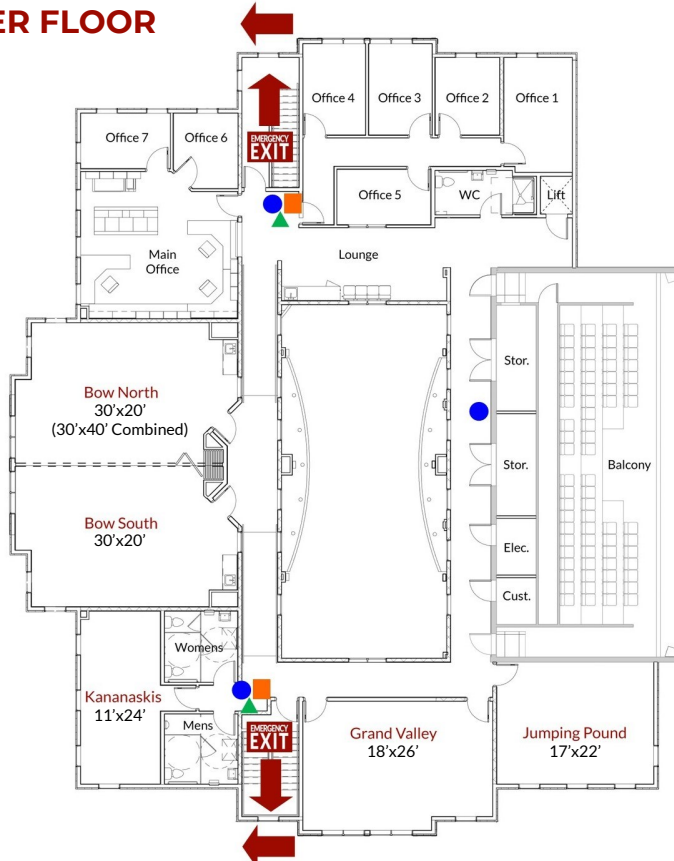 ER FLOOR
Office 4
Office 3
Office 2
Office 1
Office 7
Office 6
EMERGENCY
EXIT
Office 5
WC
Lift
Main
Office
Lounge
Stor.
Bow North
30'x20'
(30'x40' Combined)
Stor.
Balcony
Bow South
30'x20'
Elec.
Cust.
Womens
Kananaskis
11'x24'
Mens
EMERGENCY
EXIT
Grand Valley
18'x26'
Jumping Pound
17'x22'